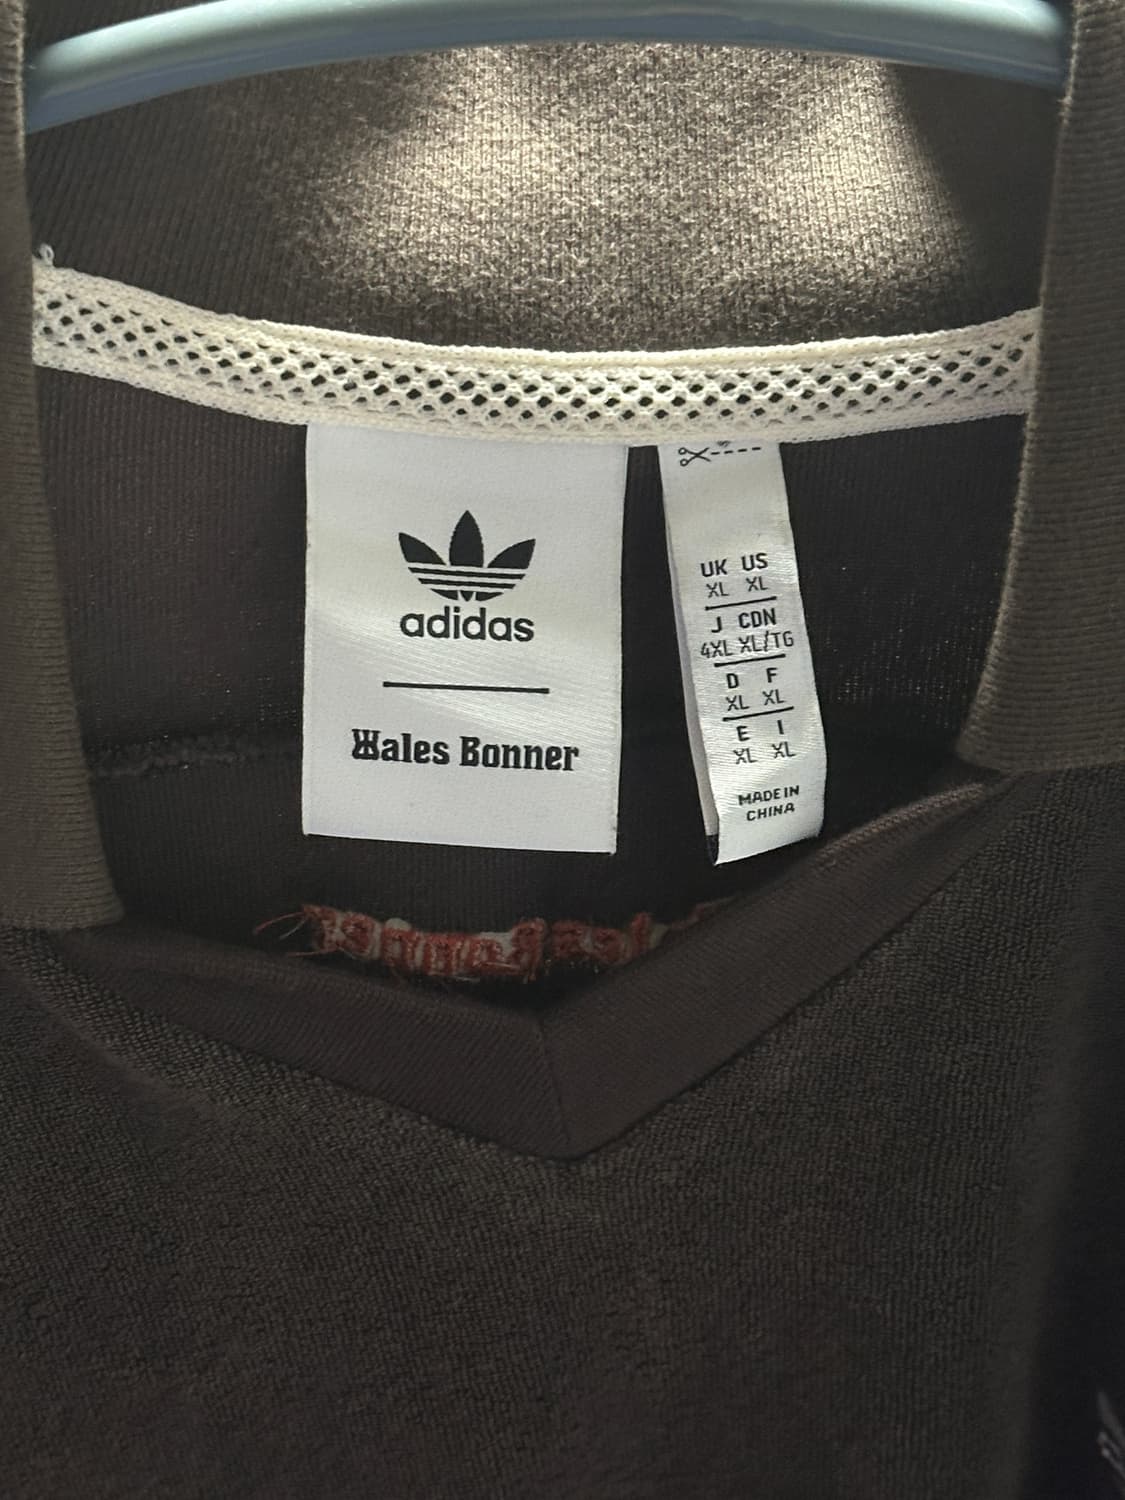 adidas
Wales Bonner
UK US
XL XL
J CDN
4XL XL/TG
D F
XL XL
E I
XL XL
MADE IN
CHINA